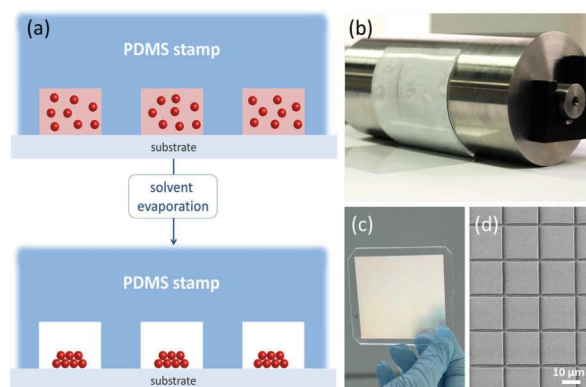 (a)
PDMS stamp
substrate
solvent
evaporation
PDMS stamp
substrate
(b)
(c)
(d)
10 µm